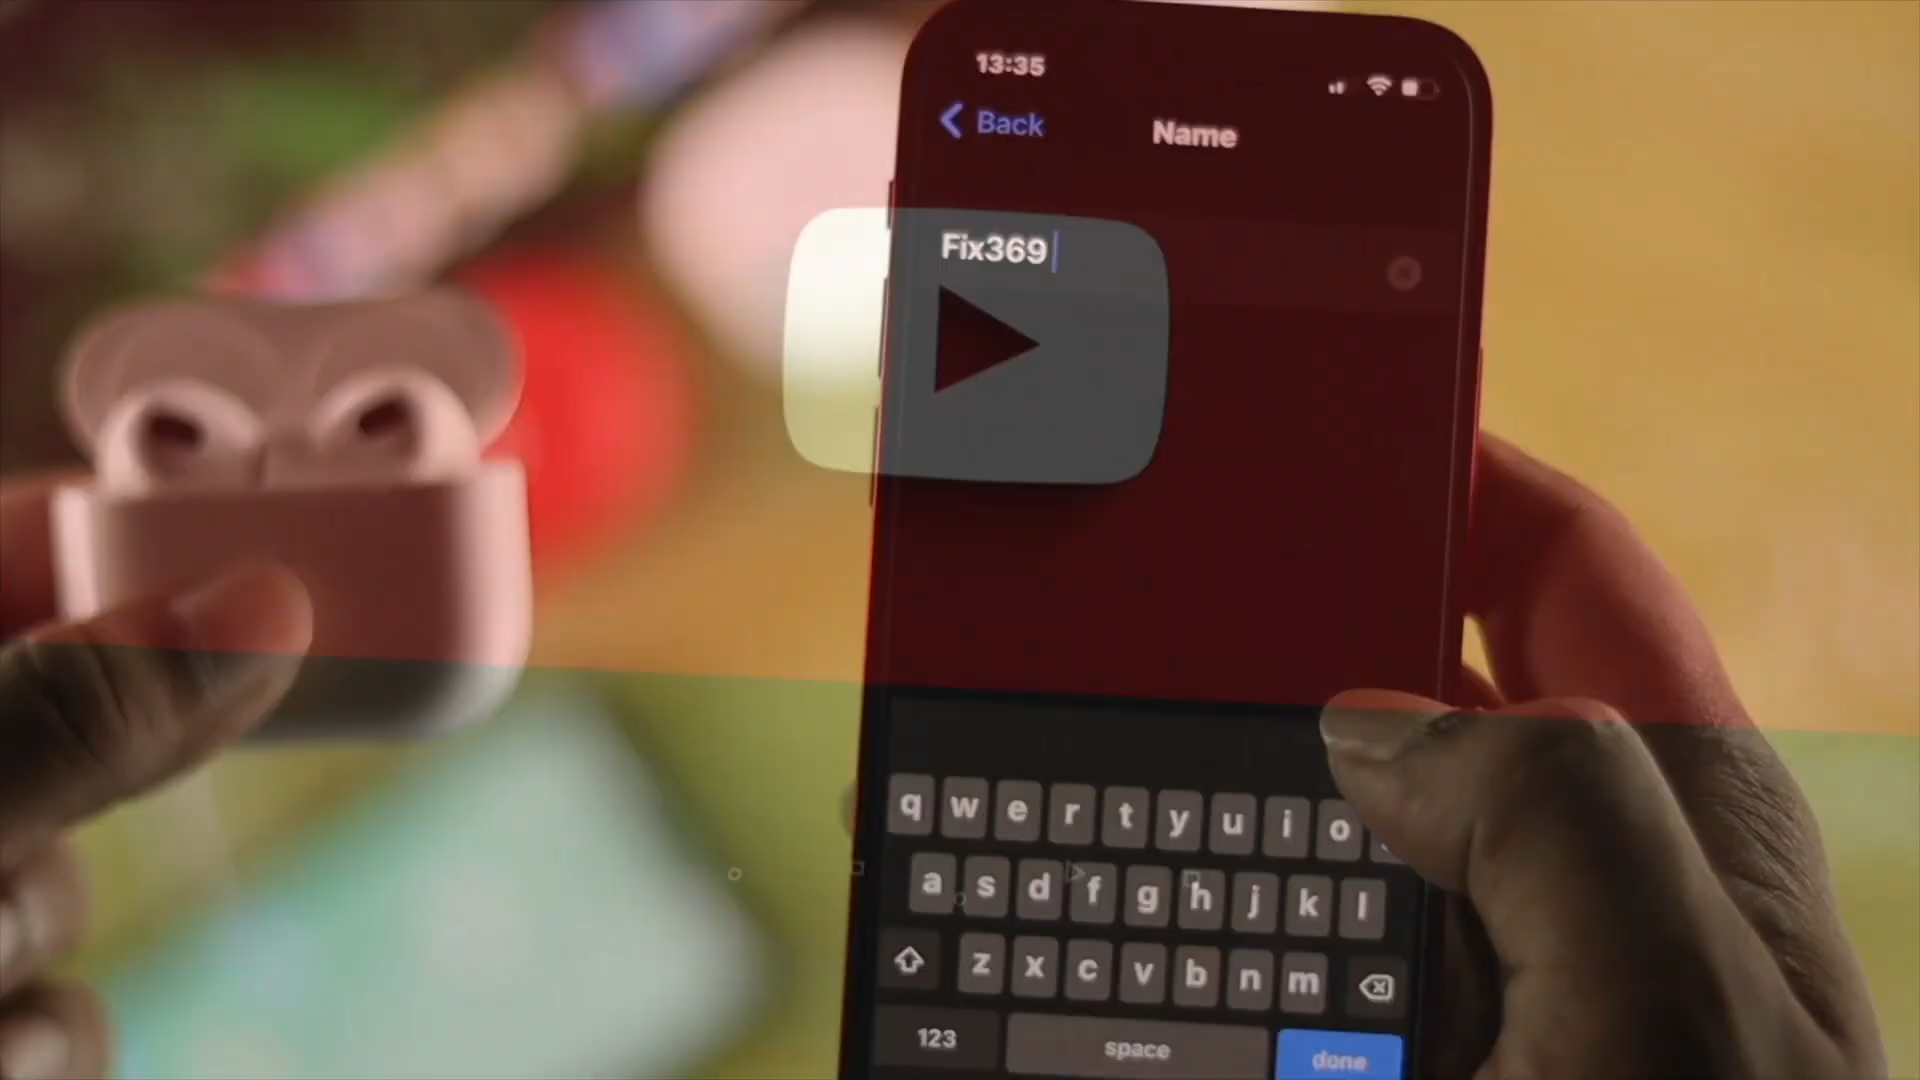 13:35
Back
Name
Fix369
q w e r t y u i o
a s d f g h j k l
z x c v b n m
123 space done